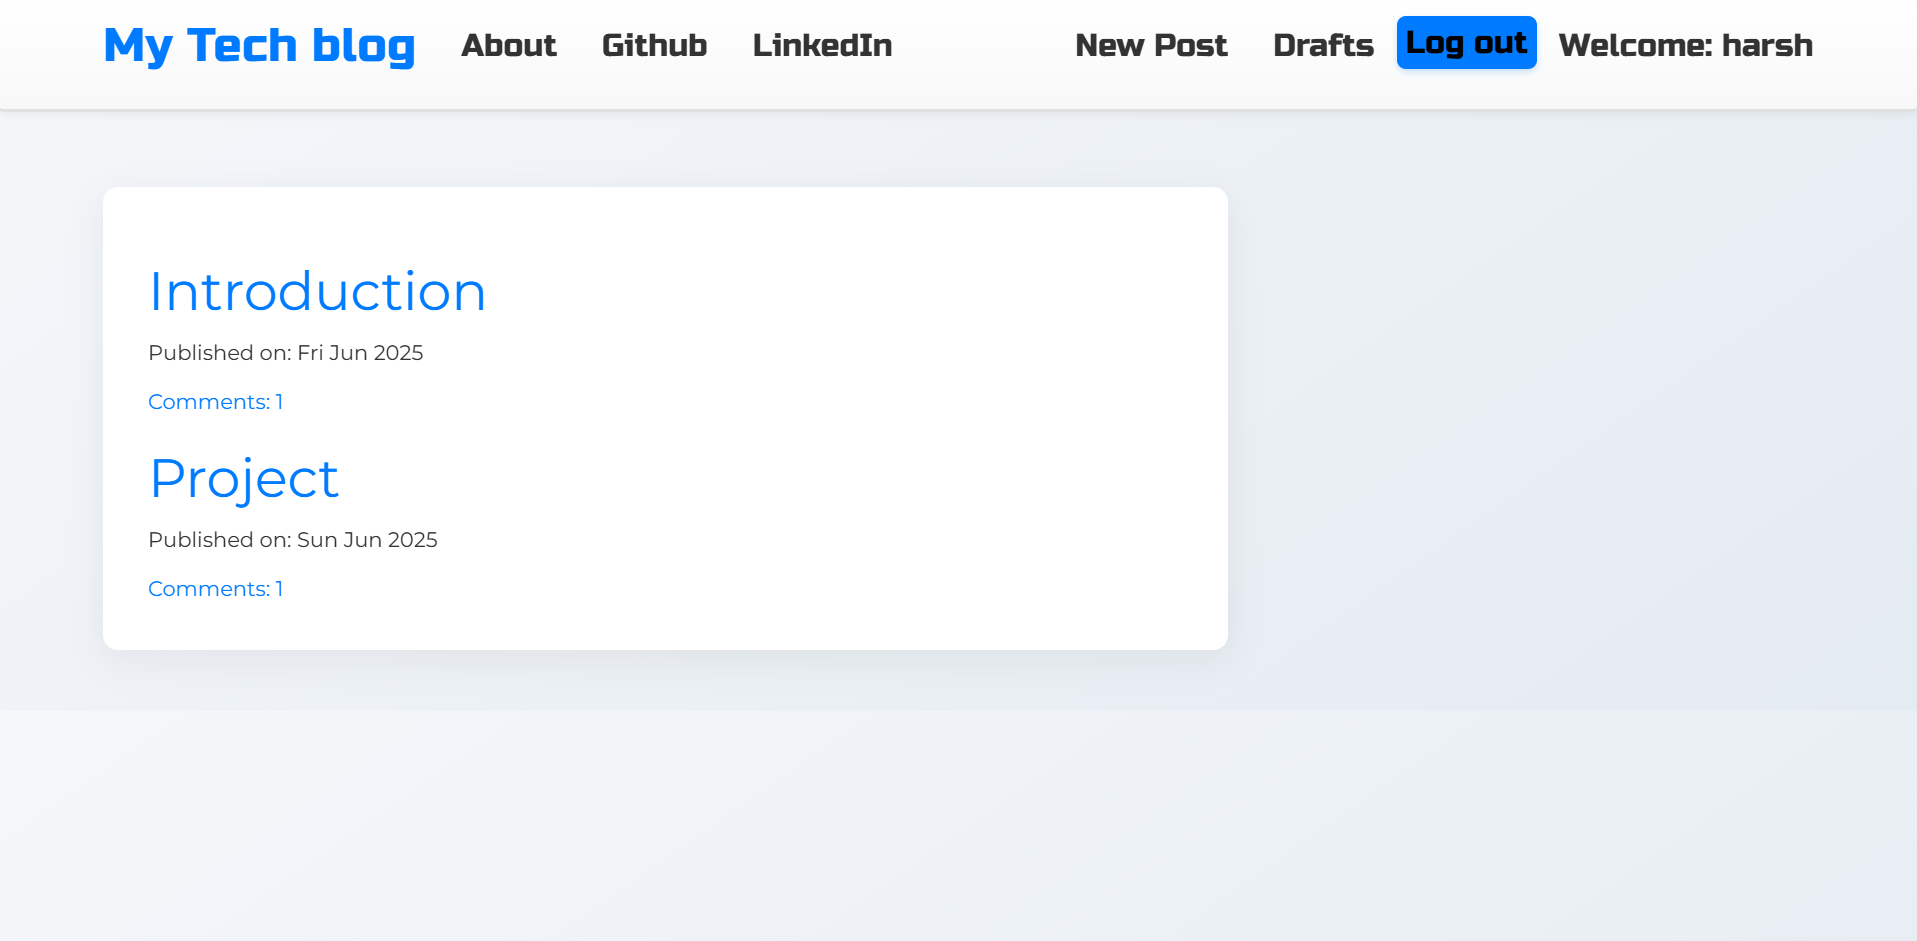 My Tech blog About Github LinkedIn New Post Drafts Log out Welcome: harsh
Introduction
Published on: Fri Jun 2025
Comments: 1
Project
Published on: Sun Jun 2025
Comments: 1